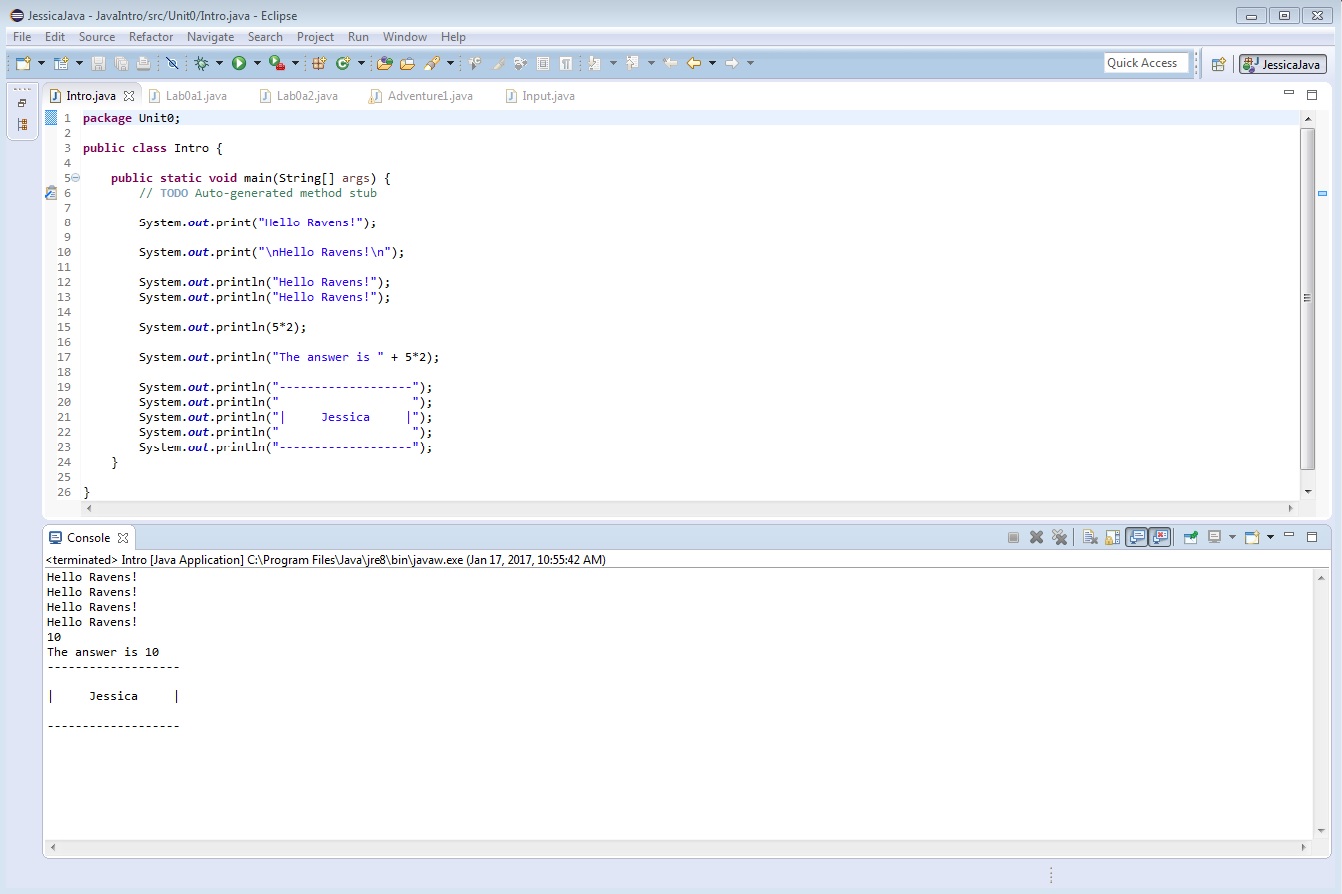 JessicaJava - JavaIntro/src/Unit0/Intro.java - Eclipse
File Edit Source Refactor Navigate Search Project Run Window Help
Quick Access JessicaJava
Intro.java Lab0a1.java Lab0a2.java Adventure1.java Input.java
1 package Unit0;
2
3 public class Intro {
4
5     public static void main(String[] args) {
6         // TODO Auto-generated method stub
7
8         System.out.print("Hello Ravens!");
9
10         System.out.print("\nHello Ravens!\n");
11
12         System.out.println("Hello Ravens!");
13         System.out.println("Hello Ravens!");
14
15         System.out.println(5*2);
16
17         System.out.println("The answer is " + 5*2);
18
19         System.out.println("-------------------");
20         System.out.println("                   ");
21         System.out.println("|     Jessica     |");
22         System.out.println("                   ");
23         System.out.println("-------------------");
24     }
25
26 }
Console
<terminated> Intro [Java Application] C:\Program Files\Java\jre8\bin\javaw.exe (Jan 17, 2017, 10:55:42 AM)
Hello Ravens!
Hello Ravens!
Hello Ravens!
Hello Ravens!
10
The answer is 10
-------------------
|     Jessica     |
-------------------